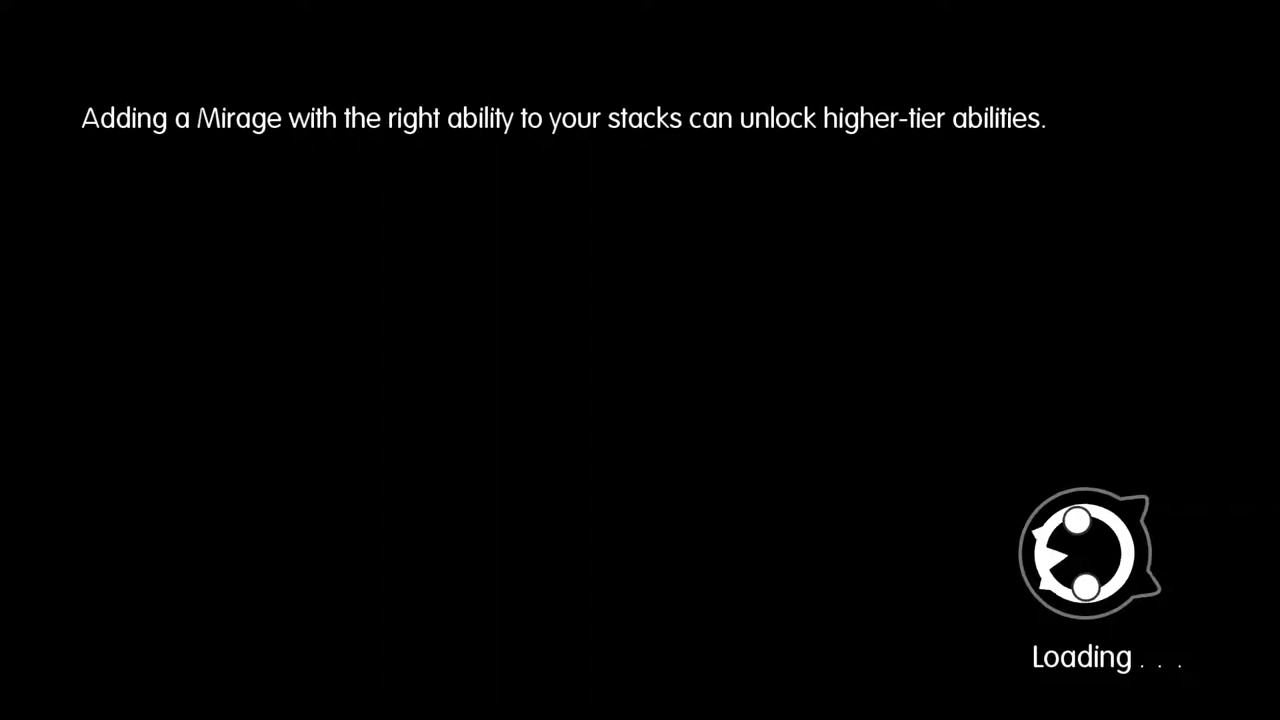 Adding a Mirage with the right ability to your stacks can unlock higher-tier abilities.
Loading . . .